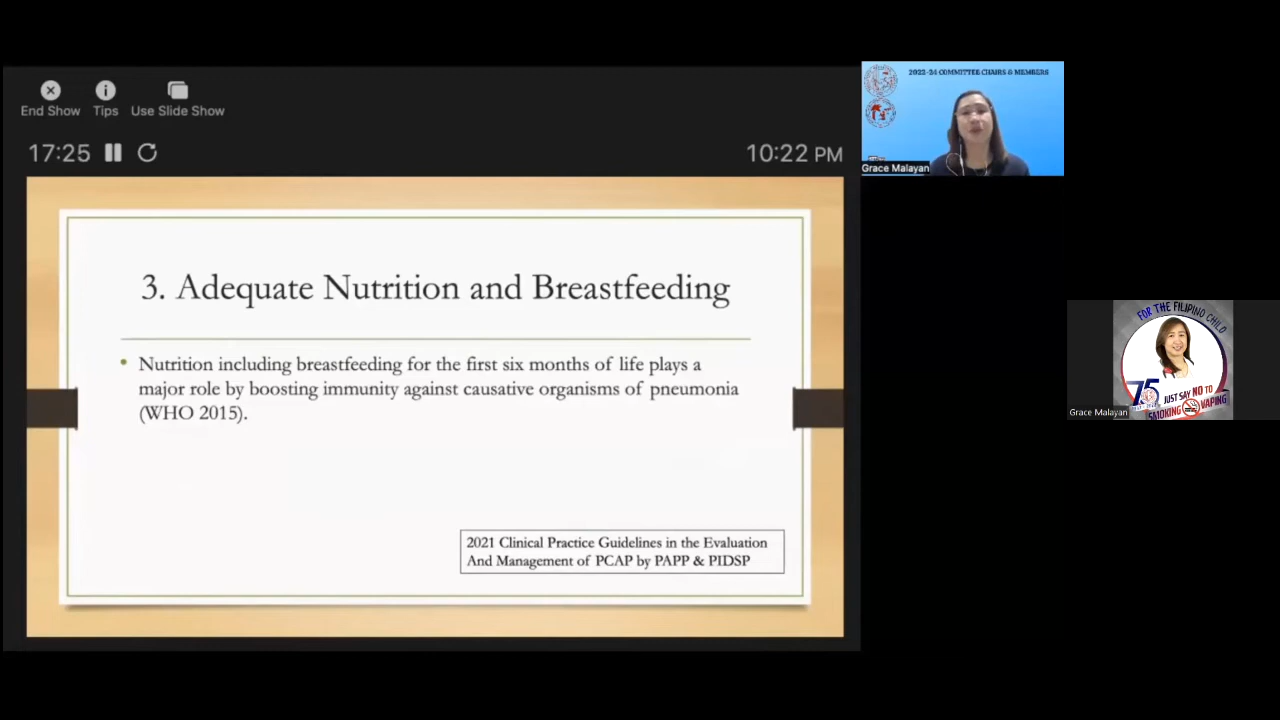 End Show Tips Use Slide Show
17:25
10:22 PM
3. Adequate Nutrition and Breastfeeding
• Nutrition including breastfeeding for the first six months of life plays a
major role by boosting immunity against causative organisms of pneumonia
(WHO 2015).
2021 Clinical Practice Guidelines in the Evaluation
And Management of PCAP by PAPP & PIDSP
2022-24 COMMITTEE CHAIRS & MEMBERS
Grace Malayan
FOR THE FILIPINO CHILD
75
JUST SAY NO TO
SMOKING VAPING
Grace Malayan